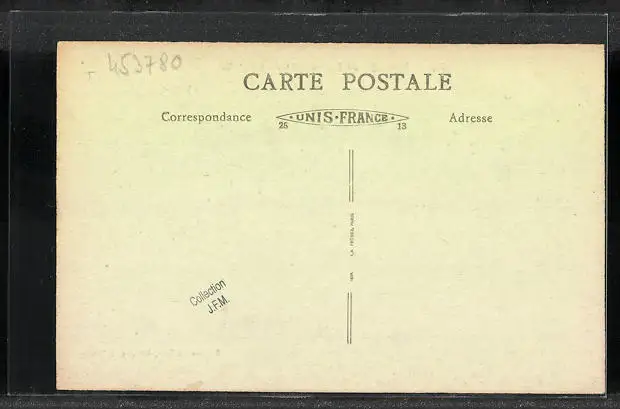 453780
CARTE POSTALE
Correspondance
UNIS·FRANCE
25 13
Adresse
Collection
J.F.M.